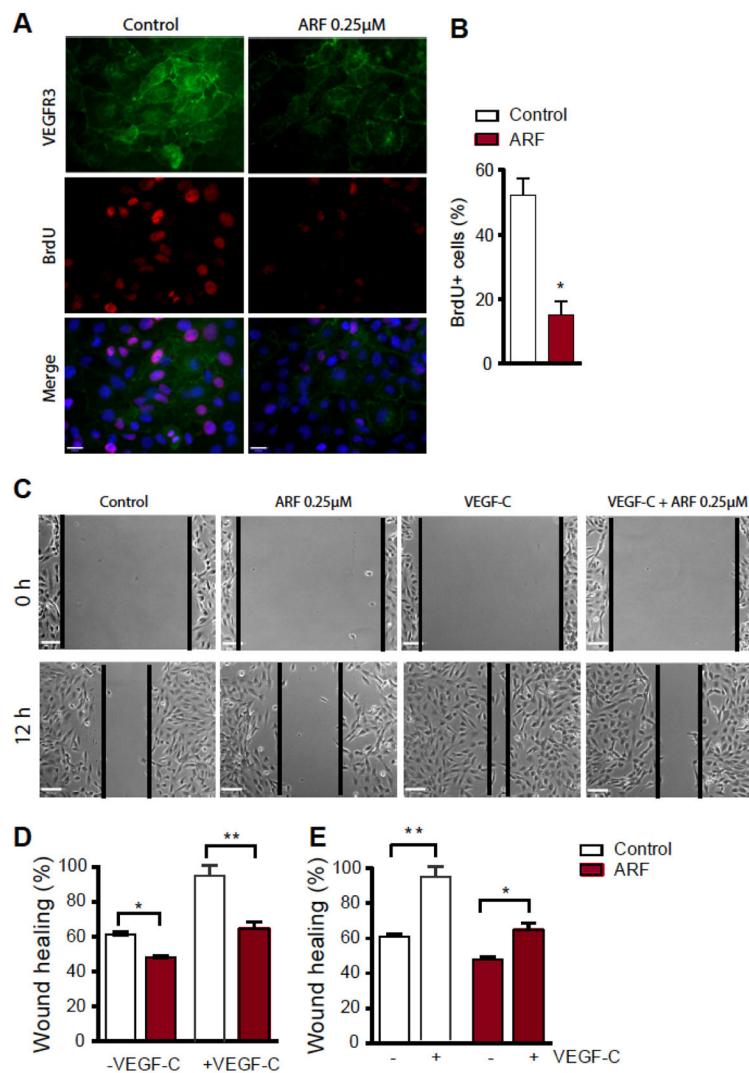 A
Control
ARF 0.25µM
VEGFR3
BrdU
Merge
B
Control
ARF
BrdU+ cells (%)
60
40
20
0
*
C
Control
ARF 0.25µM
VEGF-C
VEGF-C + ARF 0.25µM
0 h
12 h
D
Wound healing (%)
100
80
60
40
20
0
*
**
-VEGF-C
+VEGF-C
E
Wound healing (%)
100
80
60
40
20
0
**
*
Control
ARF
- + - + VEGF-C